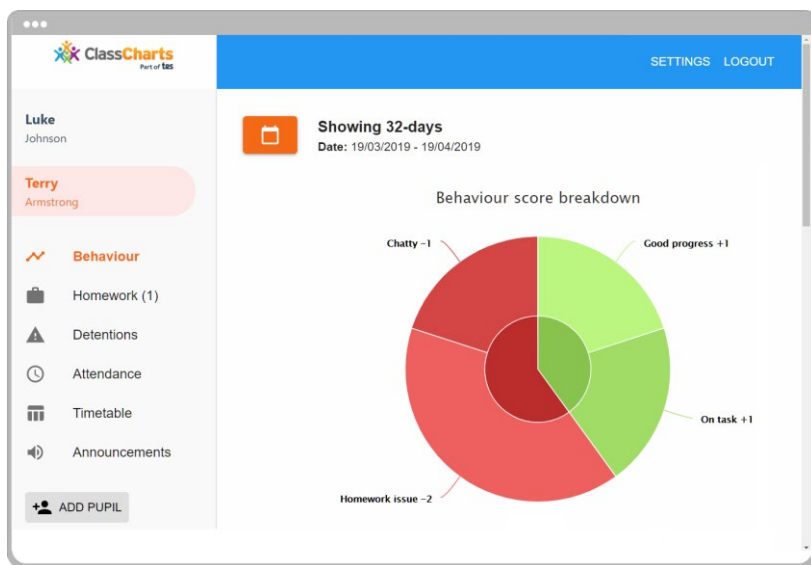 ClassCharts
Part of tes
SETTINGS LOGOUT
Luke
Johnson
Terry
Armstrong
Behaviour
Homework (1)
Detentions
Attendance
Timetable
Announcements
ADD PUPIL
Showing 32-days
Date: 19/03/2019 - 19/04/2019
Behaviour score breakdown
Chatty -1
Good progress +1
On task +1
Homework issue -2